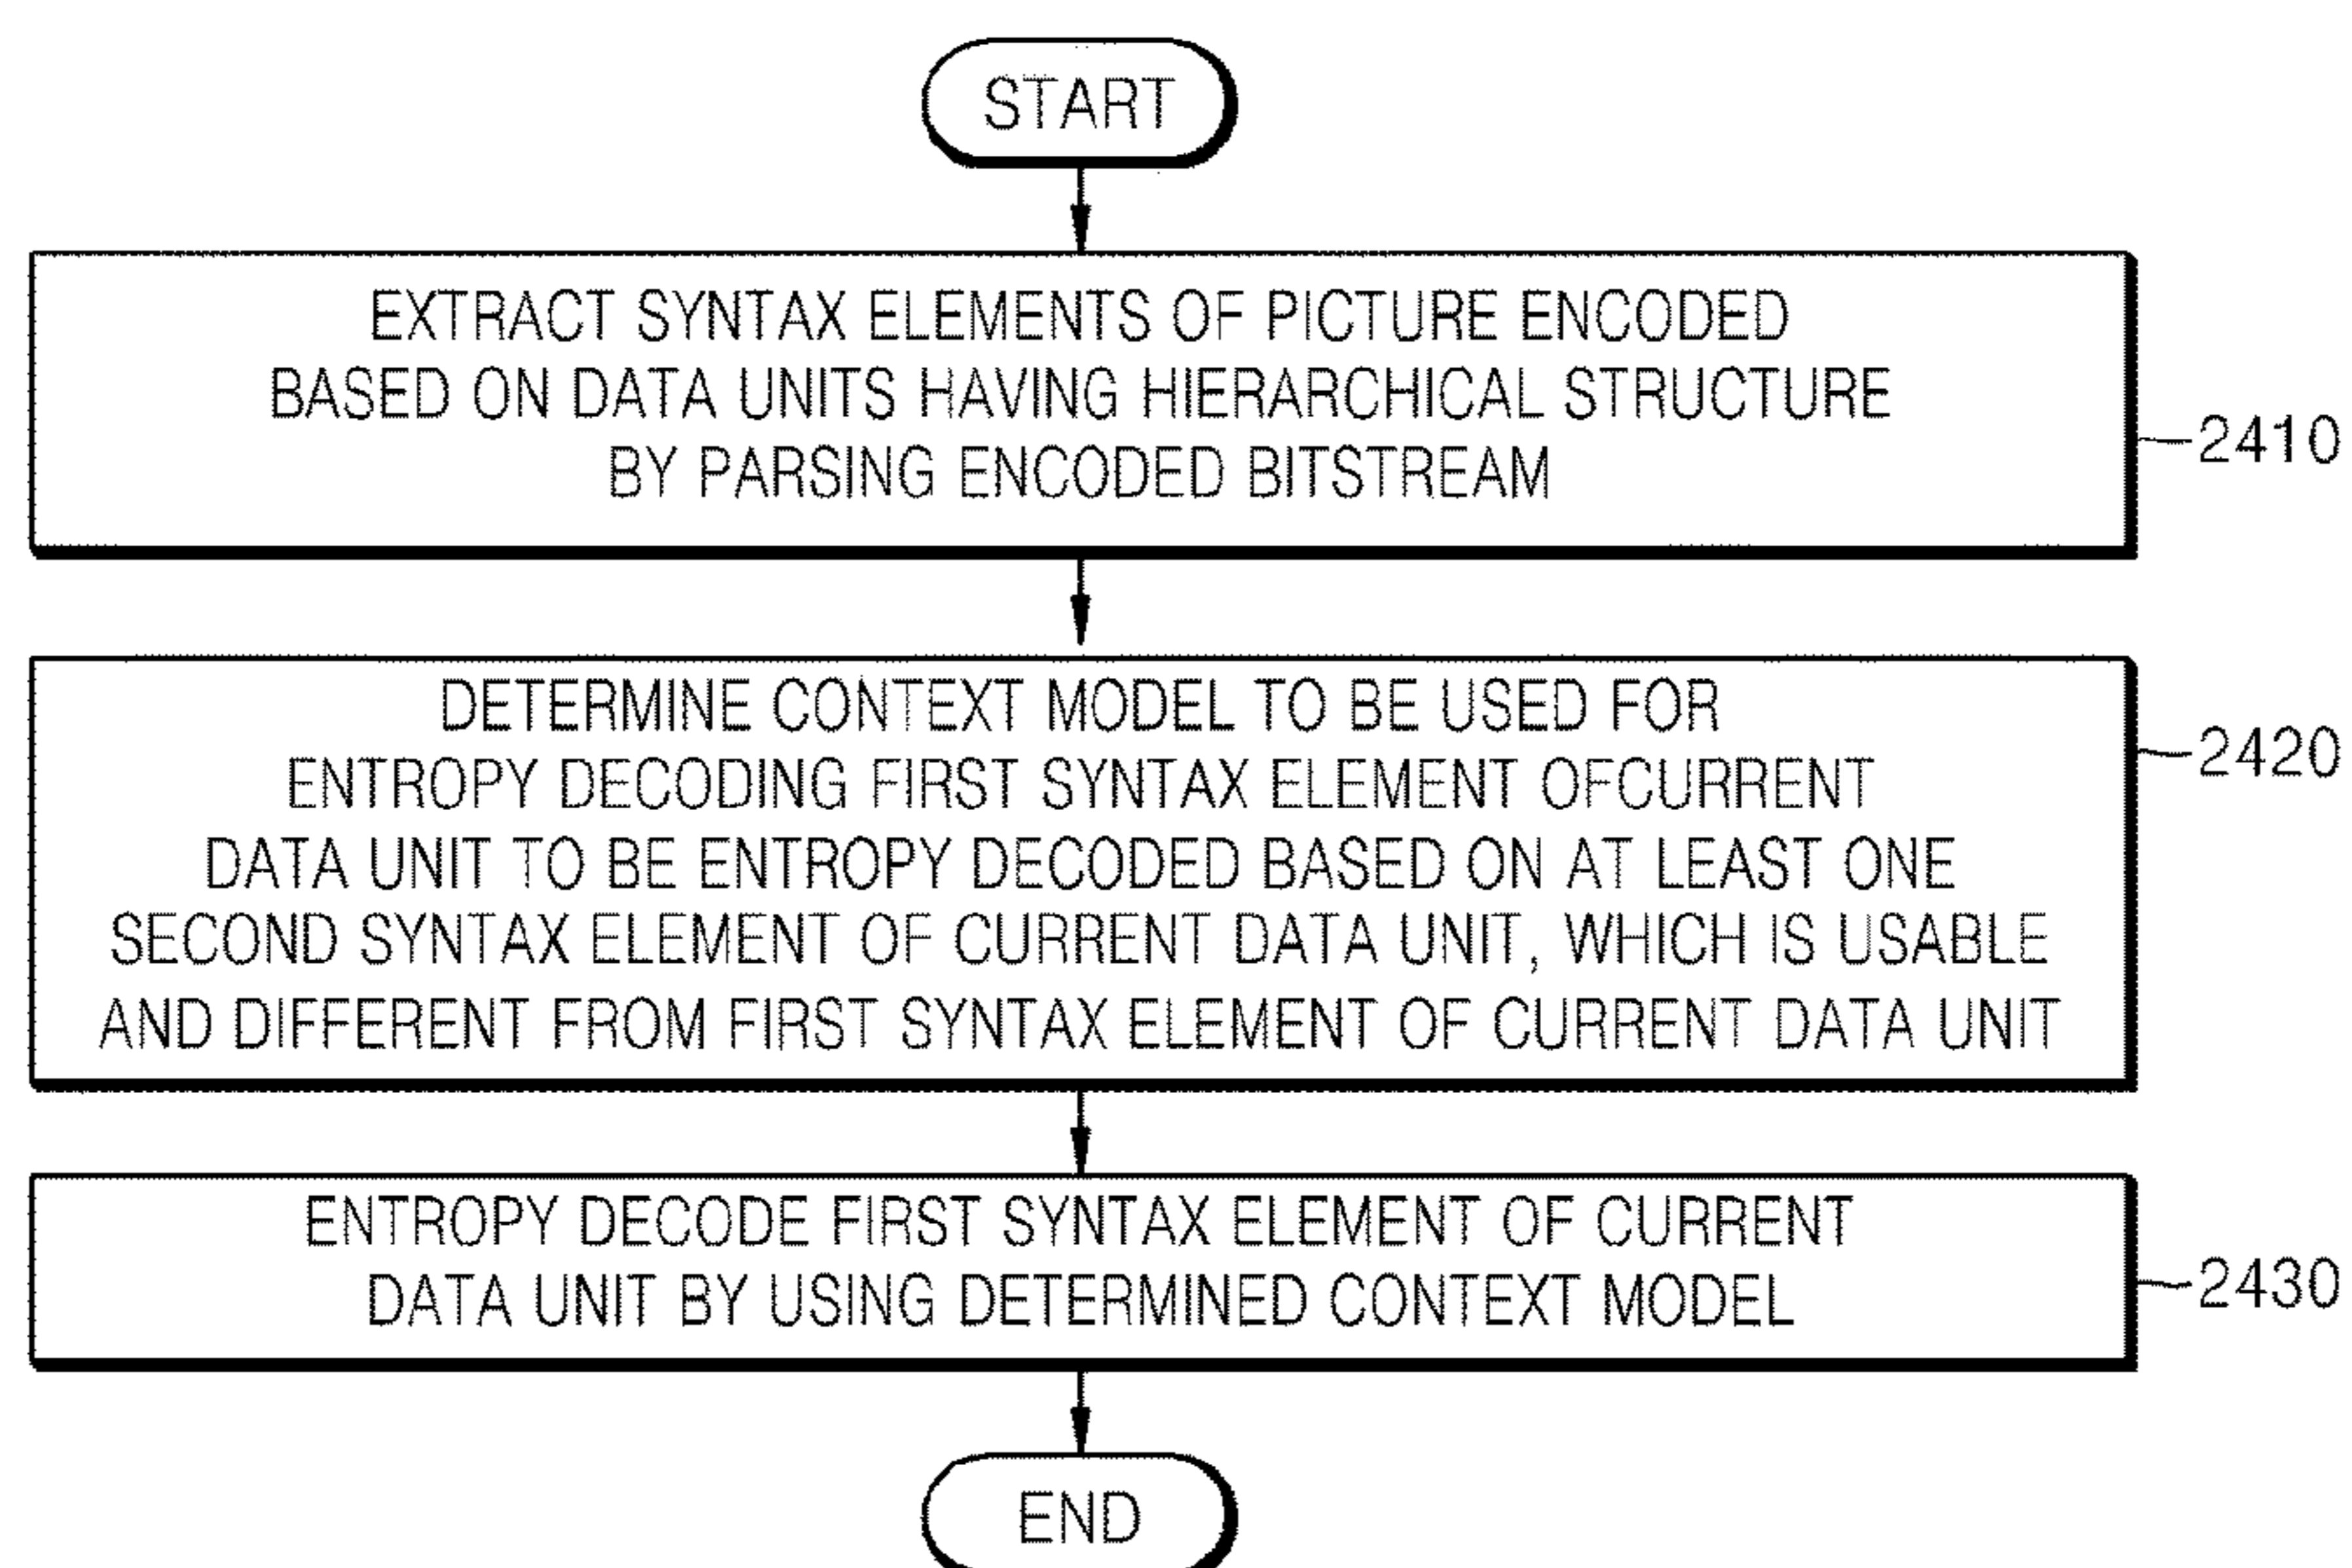 START
EXTRACT SYNTAX ELEMENTS OF PICTURE ENCODED
BASED ON DATA UNITS HAVING HIERARCHICAL STRUCTURE
BY PARSING ENCODED BITSTREAM
2410
DETERMINE CONTEXT MODEL TO BE USED FOR
ENTROPY DECODING FIRST SYNTAX ELEMENT OFCURRENT
DATA UNIT TO BE ENTROPY DECODED BASED ON AT LEAST ONE
SECOND SYNTAX ELEMENT OF CURRENT DATA UNIT, WHICH IS USABLE
AND DIFFERENT FROM FIRST SYNTAX ELEMENT OF CURRENT DATA UNIT
2420
ENTROPY DECODE FIRST SYNTAX ELEMENT OF CURRENT
DATA UNIT BY USING DETERMINED CONTEXT MODEL
2430
END